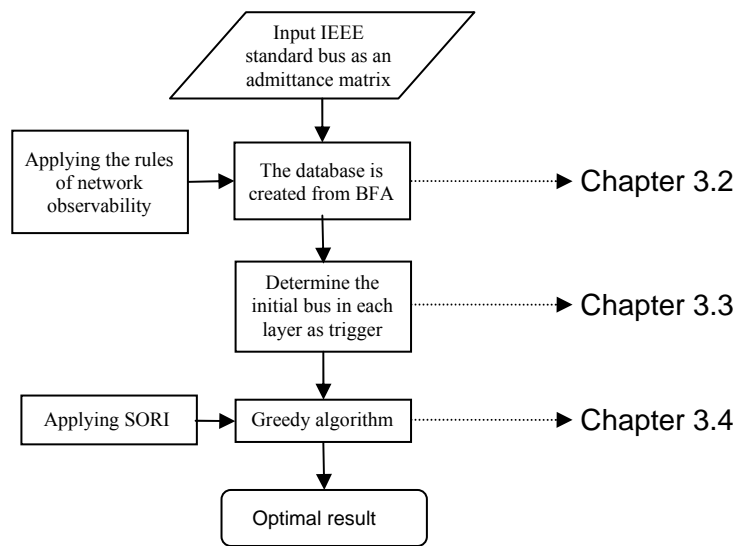 Input IEEE
standard bus as an
admittance matrix
Applying the rules
of network
observability
The database is
created from BFA
Chapter 3.2
Determine the
initial bus in each
layer as trigger
Chapter 3.3
Applying SORI
Greedy algorithm
Chapter 3.4
Optimal result